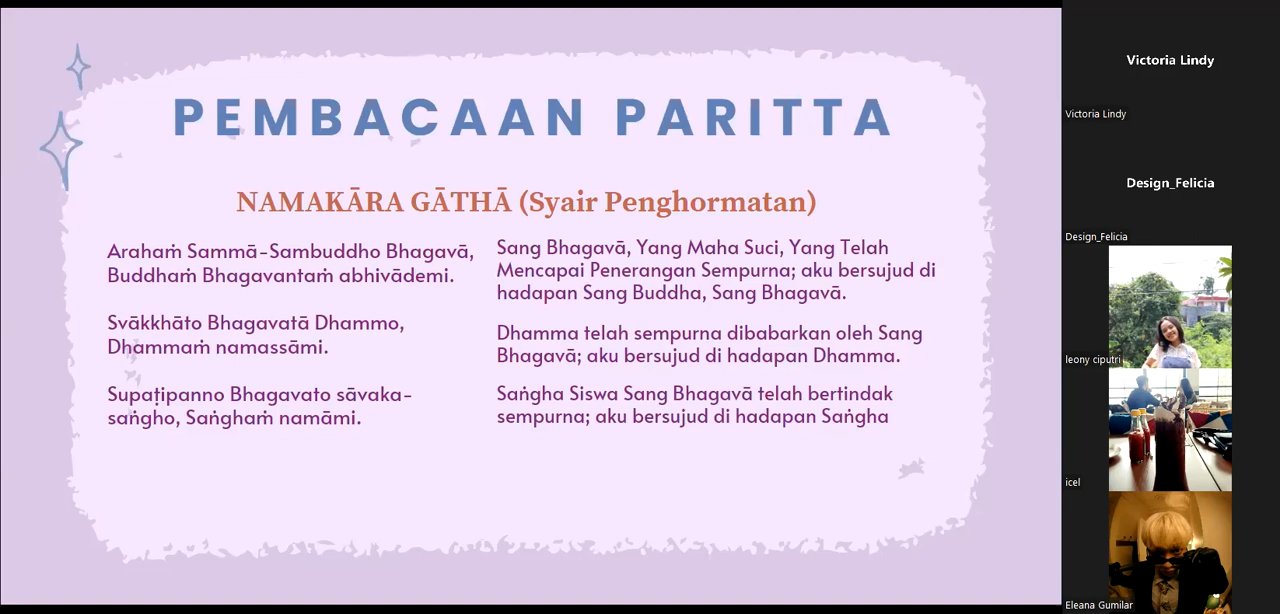 PEMBACAAN PARITTA
NAMAKĀRA GĀTHĀ (Syair Penghormatan)
Arahaṁ Sammā-Sambuddho Bhagavā,
Buddhaṁ Bhagavantaṁ abhivādemi.
Svākkhāto Bhagavatā Dhammo,
Dhammaṁ namassāmi.
Supaṭipanno Bhagavato sāvaka-
saṅgho, Saṅghaṁ namāmi.
Sang Bhagavā, Yang Maha Suci, Yang Telah
Mencapai Penerangan Sempurna; aku bersujud di
hadapan Sang Buddha, Sang Bhagavā.
Dhamma telah sempurna dibabarkan oleh Sang
Bhagavā; aku bersujud di hadapan Dhamma.
Saṅgha Siswa Sang Bhagavā telah bertindak
sempurna; aku bersujud di hadapan Saṅgha
Victoria Lindy
Victoria Lindy
Design_Felicia
Design_Felicia
leony ciputri
icel
Eleana Gumilar